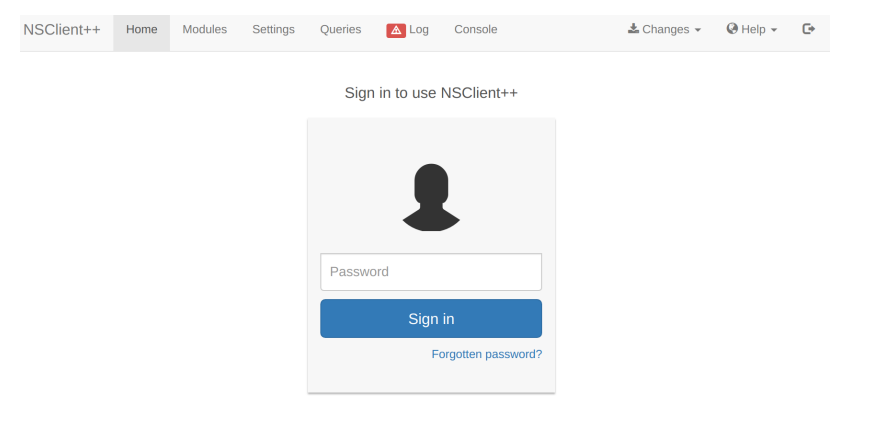 NSClient++ Home Modules Settings Queries Log Console Changes Help
Sign in to use NSClient++
Password
Sign in
Forgotten password?